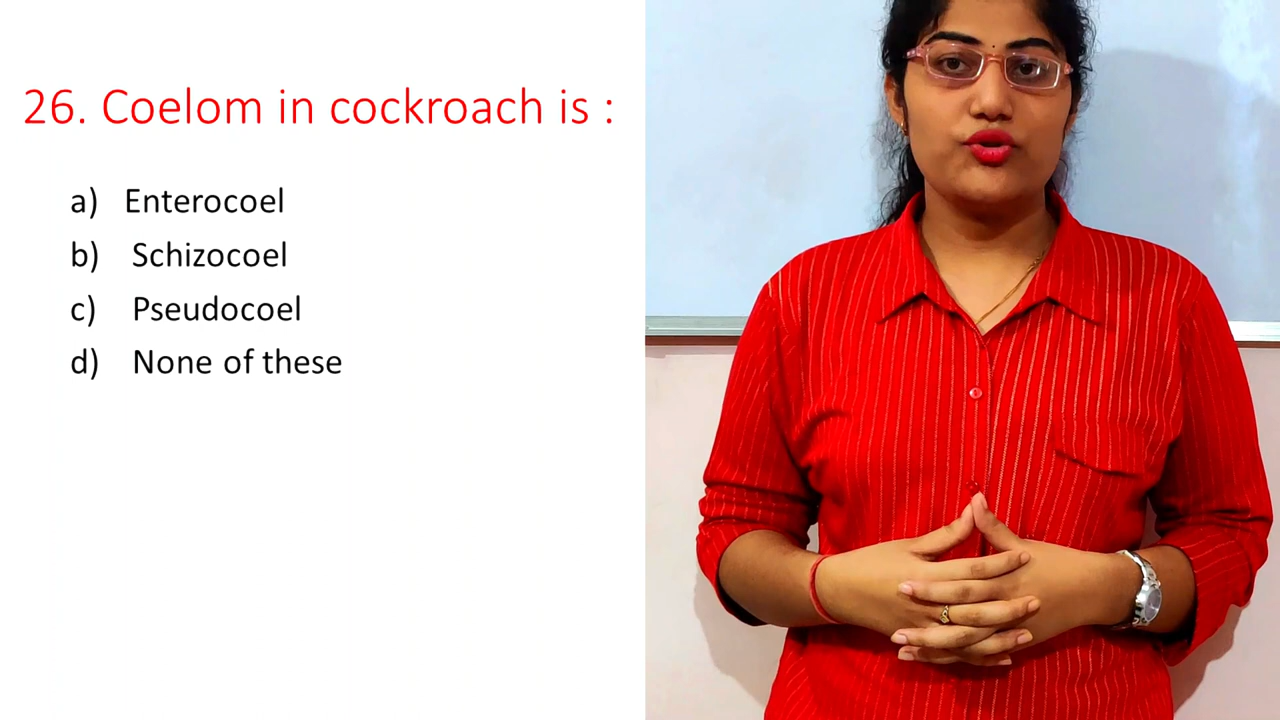 26. Coelom in cockroach is :
a) Enterocoel
b) Schizocoel
c) Pseudocoel
d) None of these